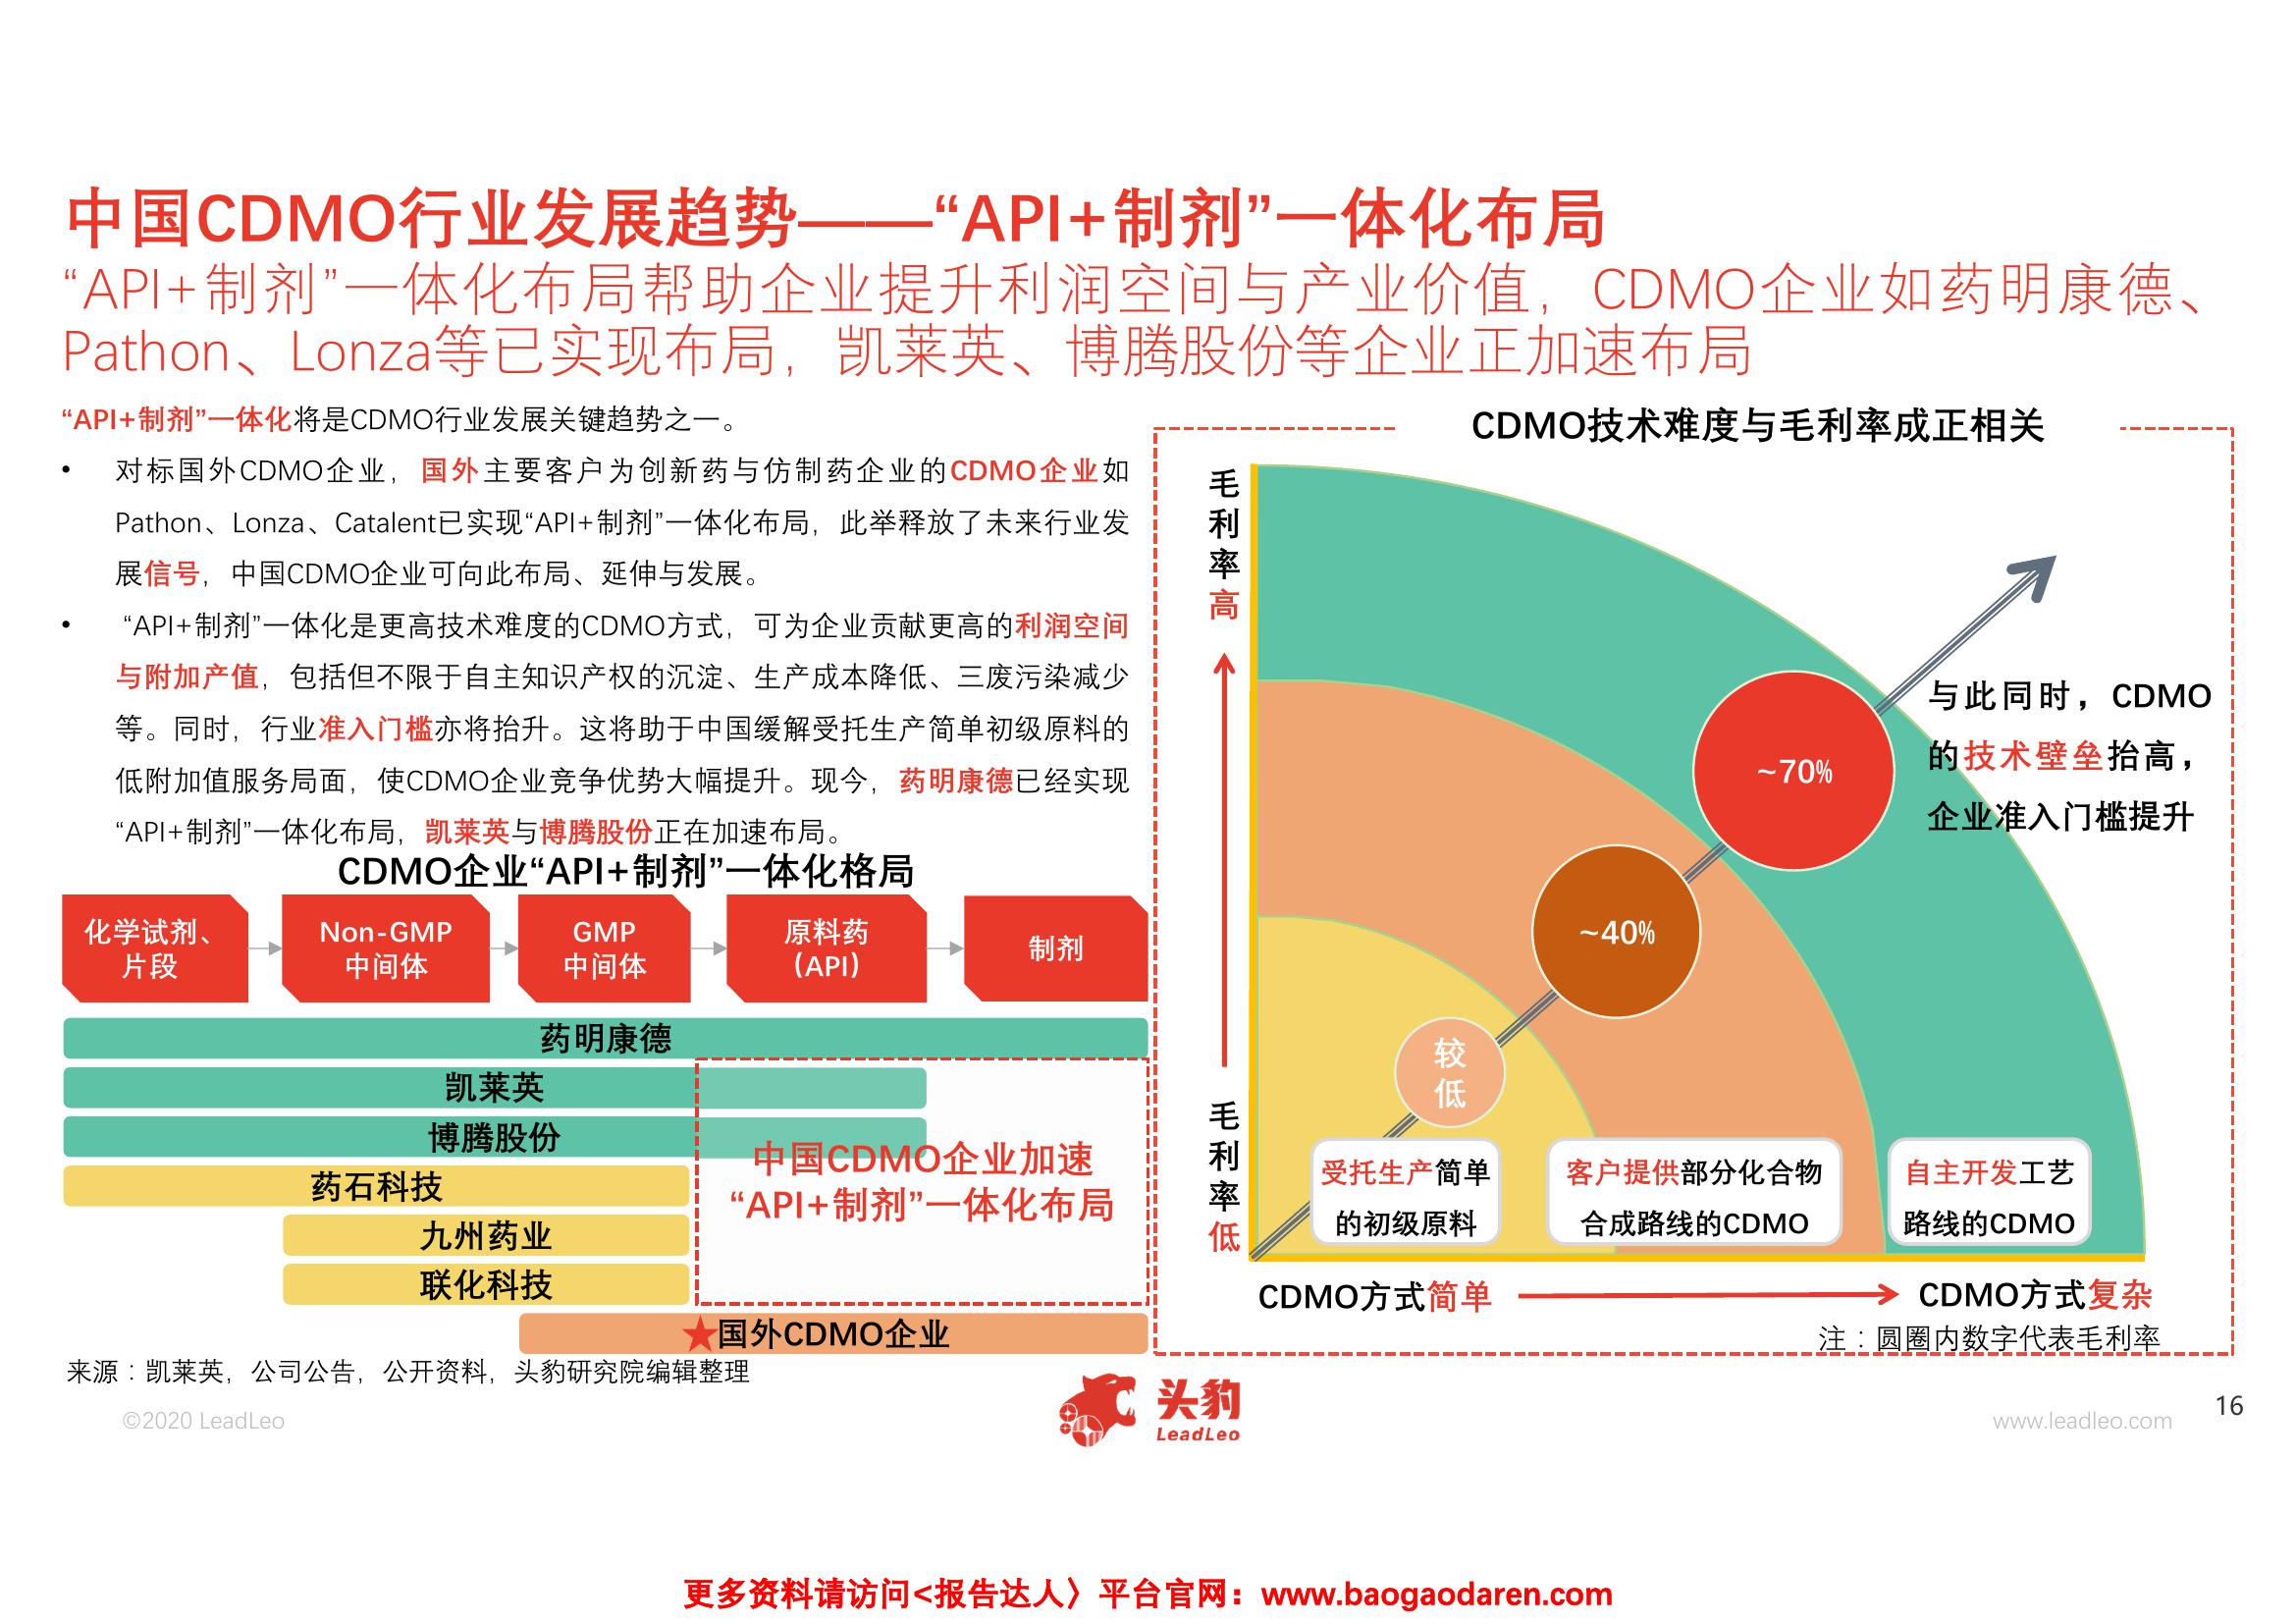 中国CDMO行业发展趋势——“API+制剂”一体化布局
“API+制剂”一体化布局帮助企业提升利润空间与产业价值，CDMO企业如药明康德、
Pathon、Lonza等已实现布局，凯莱英、博腾股份等企业正加速布局
“API+制剂”一体化将是CDMO行业发展关键趋势之一。
• 对标国外CDMO企业，国外主要客户为创新药与仿制药企业的CDMO企业如
Pathon、Lonza、Catalent已实现“API+制剂”一体化布局，此举释放了未来行业发
展信号，中国CDMO企业可向此布局、延伸与发展。
• “API+制剂”一体化是更高技术难度的CDMO方式，可为企业贡献更高的利润空间
与附加产值，包括但不限于自主知识产权的沉淀、生产成本降低、三废污染减少
等。同时，行业准入门槛亦将抬升。这将助于中国缓解受托生产简单初级原料的
低附加值服务局面，使CDMO企业竞争优势大幅提升。现今，药明康德已经实现
“API+制剂”一体化布局，凯莱英与博腾股份正在加速布局。
CDMO企业“API+制剂”一体化格局
化学试剂、
片段
Non-GMP
中间体
GMP
中间体
原料药
（API）
制剂
药明康德
凯莱英
博腾股份
药石科技
九州药业
联化科技
国外CDMO企业
中国CDMO企业加速
“API+制剂”一体化布局
来源：凯莱英，公司公告，公开资料，头豹研究院编辑整理
CDMO技术难度与毛利率成正相关
毛利率高
毛利率低
~70%
~40%
较
低
与此同时，CDMO
的技术壁垒抬高，
企业准入门槛提升
受托生产简单
的初级原料
客户提供部分化合物
合成路线的CDMO
自主开发工艺
路线的CDMO
CDMO方式简单
CDMO方式复杂
注：圆圈内数字代表毛利率
©2020 LeadLeo
头豹
LeadLeo
www.leadleo.com
16
更多资料请访问<报告达人〉平台官网：www.baogaodaren.com